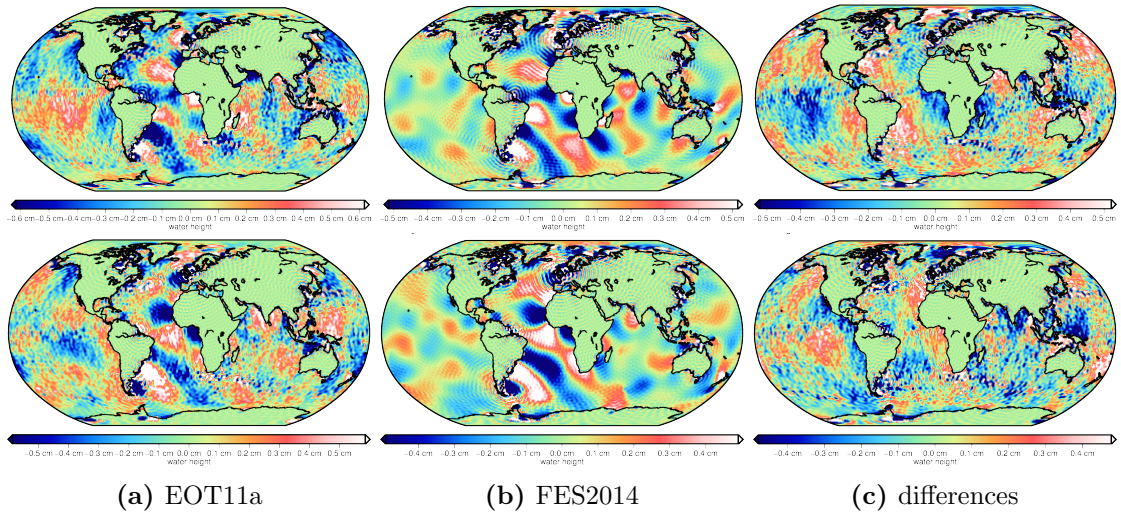 −0.6 cm −0.5 cm −0.4 cm −0.3 cm −0.2 cm −0.1 cm 0.0 cm 0.1 cm 0.2 cm 0.3 cm 0.4 cm 0.5 cm 0.6 cm
water height
−0.5 cm −0.4 cm −0.3 cm −0.2 cm −0.1 cm 0.0 cm 0.1 cm 0.2 cm 0.3 cm 0.4 cm 0.5 cm
water height
−0.5 cm −0.4 cm −0.3 cm −0.2 cm −0.1 cm 0.0 cm 0.1 cm 0.2 cm 0.3 cm 0.4 cm 0.5 cm
water height
−0.5 cm −0.4 cm −0.3 cm −0.2 cm −0.1 cm 0.0 cm 0.1 cm 0.2 cm 0.3 cm 0.4 cm 0.5 cm
water height
−0.4 cm −0.3 cm −0.2 cm −0.1 cm 0.0 cm 0.1 cm 0.2 cm 0.3 cm 0.4 cm
water height
−0.4 cm −0.3 cm −0.2 cm −0.1 cm 0.0 cm 0.1 cm 0.2 cm 0.3 cm 0.4 cm
water height
(a) EOT11a
(b) FES2014
(c) differences